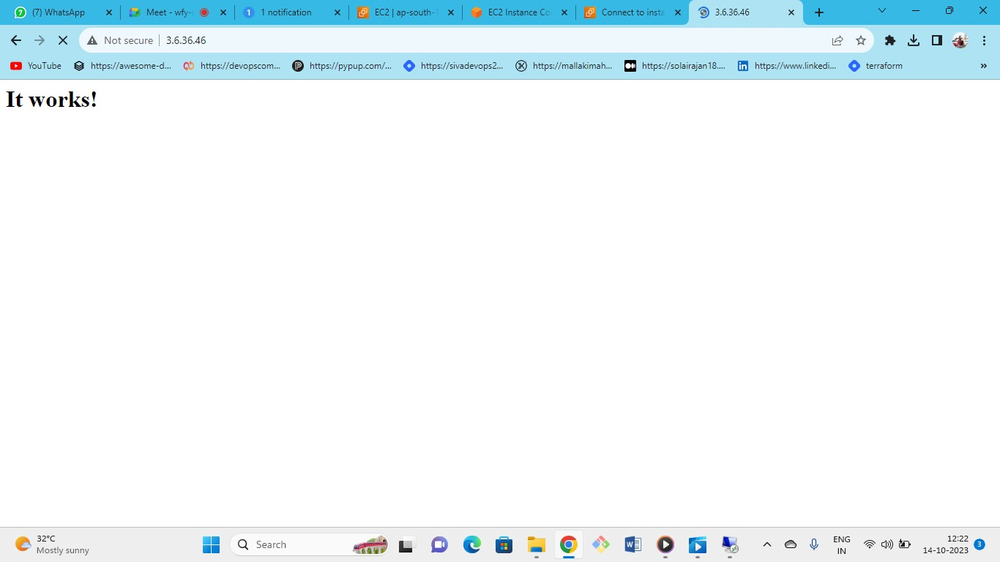 (7) WhatsApp
Meet - wfy-
1 notification
EC2 | ap-south-1
EC2 Instance Co
Connect to insta
3.6.36.46
Not secure
3.6.36.46
YouTube
https://awesome-d...
https://devopscom...
https://pypup.com/...
https://sivadevops2...
https://mallakimah...
https://solairajan18....
https://www.linkedi...
terraform
»
It works!
32°C
Mostly sunny
Search
ENG
IN
12:22
14-10-2023
3